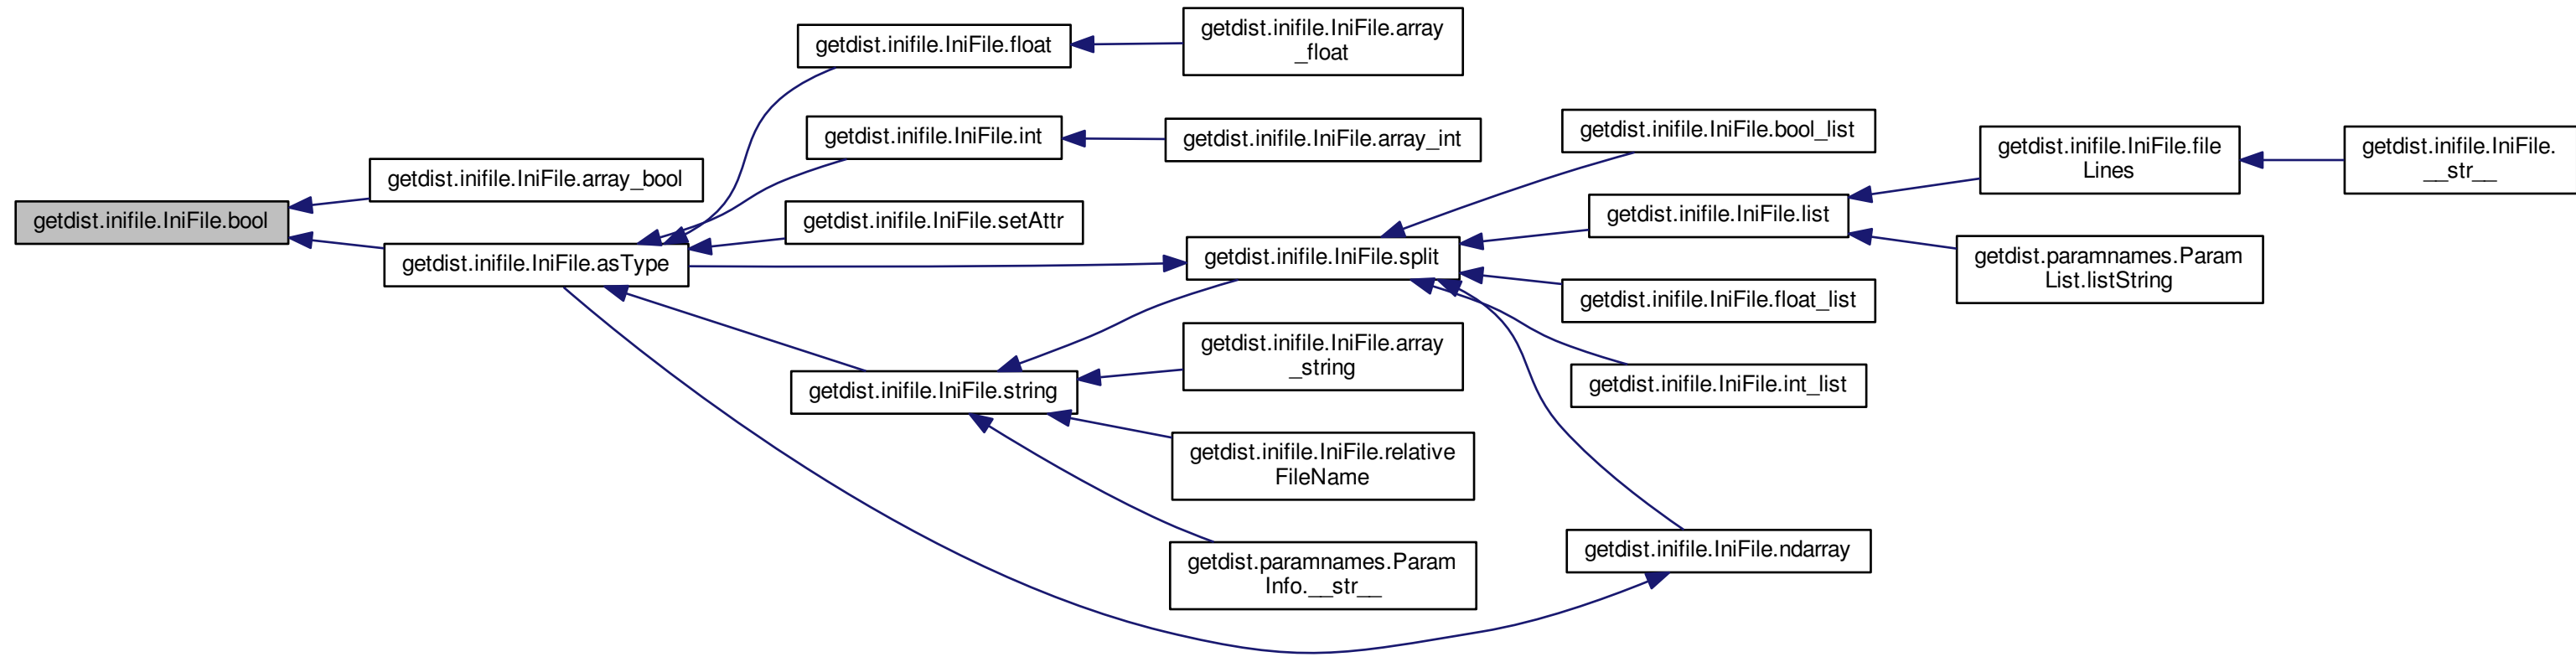 getdist.inifile.IniFile.bool
getdist.inifile.IniFile.array_bool
getdist.inifile.IniFile.asType
getdist.inifile.IniFile.float
getdist.inifile.IniFile.int
getdist.inifile.IniFile.setAttr
getdist.inifile.IniFile.string
getdist.inifile.IniFile.array
_float
getdist.inifile.IniFile.array_int
getdist.inifile.IniFile.split
getdist.inifile.IniFile.array
_string
getdist.inifile.IniFile.relative
FileName
getdist.paramnames.Param
Info.__str__
getdist.inifile.IniFile.bool_list
getdist.inifile.IniFile.list
getdist.inifile.IniFile.float_list
getdist.inifile.IniFile.int_list
getdist.inifile.IniFile.ndarray
getdist.inifile.IniFile.file
Lines
getdist.paramnames.Param
List.listString
getdist.inifile.IniFile.
__str__